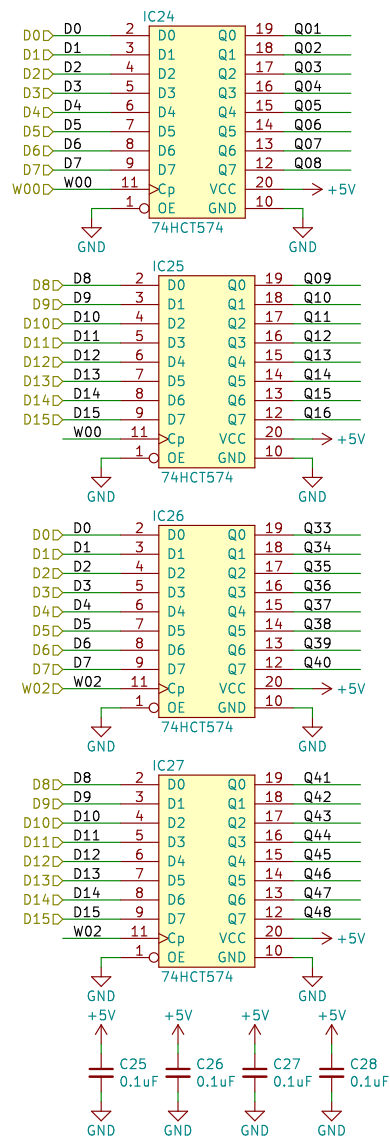 IC24
D0 D0 2 D0 Q0 19 Q01
D1 D1 3 D1 Q1 18 Q02
D2 D2 4 D2 Q2 17 Q03
D3 D3 5 D3 Q3 16 Q04
D4 D4 6 D4 Q4 15 Q05
D5 D5 7 D5 Q5 14 Q06
D6 D6 8 D6 Q6 13 Q07
D7 D7 9 D7 Q7 12 Q08
W00 W00 11 Cp VCC 20 +5V
1 OE GND 10
74HCT574
GND GND
IC25
D8 D8 2 D0 Q0 19 Q09
D9 D9 3 D1 Q1 18 Q10
D10 D10 4 D2 Q2 17 Q11
D11 D11 5 D3 Q3 16 Q12
D12 D12 6 D4 Q4 15 Q13
D13 D13 7 D5 Q5 14 Q14
D14 D14 8 D6 Q6 13 Q15
D15 D15 9 D7 Q7 12 Q16
W00 11 Cp VCC 20 +5V
1 OE GND 10
74HCT574
GND GND
IC26
D0 D0 2 D0 Q0 19 Q33
D1 D1 3 D1 Q1 18 Q34
D2 D2 4 D2 Q2 17 Q35
D3 D3 5 D3 Q3 16 Q36
D4 D4 6 D4 Q4 15 Q37
D5 D5 7 D5 Q5 14 Q38
D6 D6 8 D6 Q6 13 Q39
D7 D7 9 D7 Q7 12 Q40
W02 W02 11 Cp VCC 20 +5V
1 OE GND 10
74HCT574
GND GND
IC27
D8 D8 2 D0 Q0 19 Q41
D9 D9 3 D1 Q1 18 Q42
D10 D10 4 D2 Q2 17 Q43
D11 D11 5 D3 Q3 16 Q44
D12 D12 6 D4 Q4 15 Q45
D13 D13 7 D5 Q5 14 Q46
D14 D14 8 D6 Q6 13 Q47
D15 D15 9 D7 Q7 12 Q48
W02 11 Cp VCC 20 +5V
1 OE GND 10
74HCT574
GND GND
+5V +5V +5V +5V
C25 C26 C27 C28
0.1uF 0.1uF 0.1uF 0.1uF
GND GND GND GND